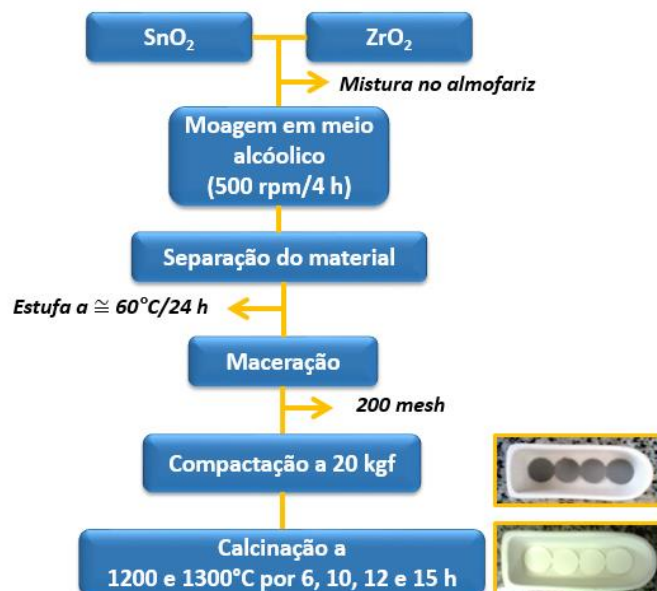 SnO₂
ZrO₂
Mistura no almofariz
Moagem em meio
alcóolico
(500 rpm/4 h)
Separação do material
Estufa a ≅ 60°C/24 h
Maceração
200 mesh
Compactação a 20 kgf
Calcinação a
1200 e 1300°C por 6, 10, 12 e 15 h